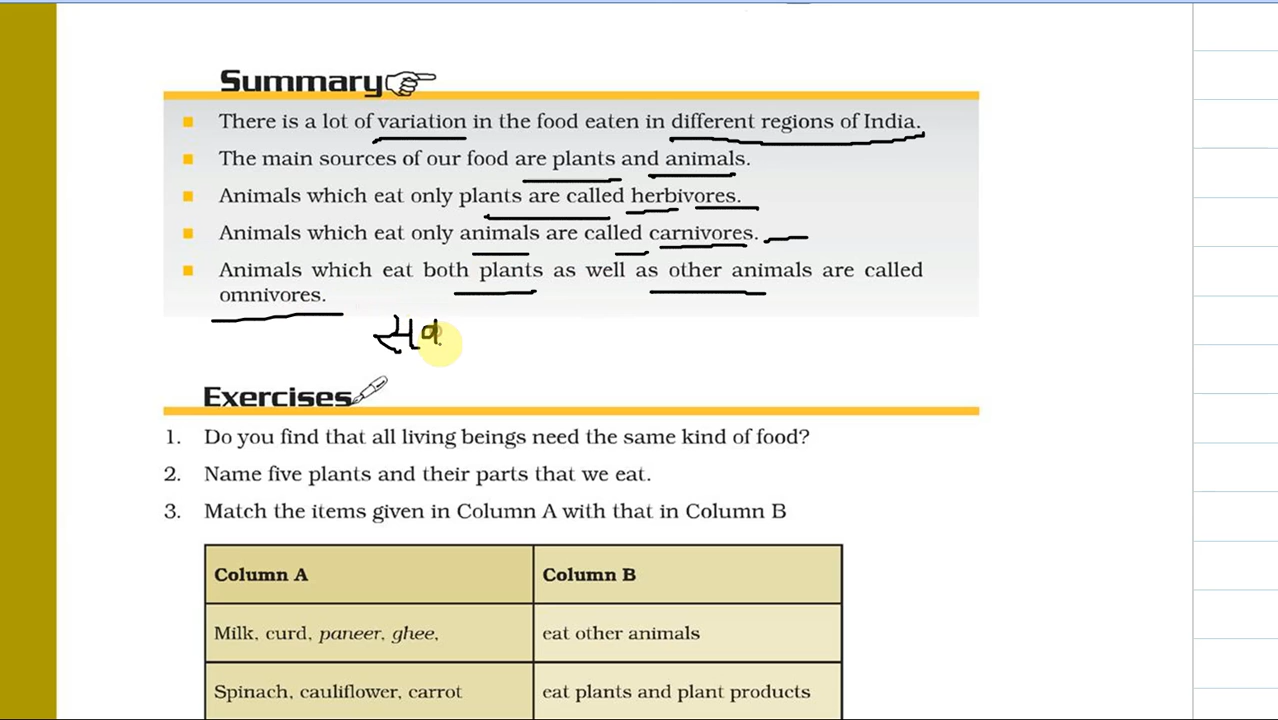 Summary
There is a lot of variation in the food eaten in different regions of India.
The main sources of our food are plants and animals.
Animals which eat only plants are called herbivores.
Animals which eat only animals are called carnivores.
Animals which eat both plants as well as other animals are called
omnivores.
Exercises
1. Do you find that all living beings need the same kind of food?
2. Name five plants and their parts that we eat.
3. Match the items given in Column A with that in Column B
Column A Column B
Milk, curd, paneer, ghee, eat other animals
Spinach, cauliflower, carrot eat plants and plant products